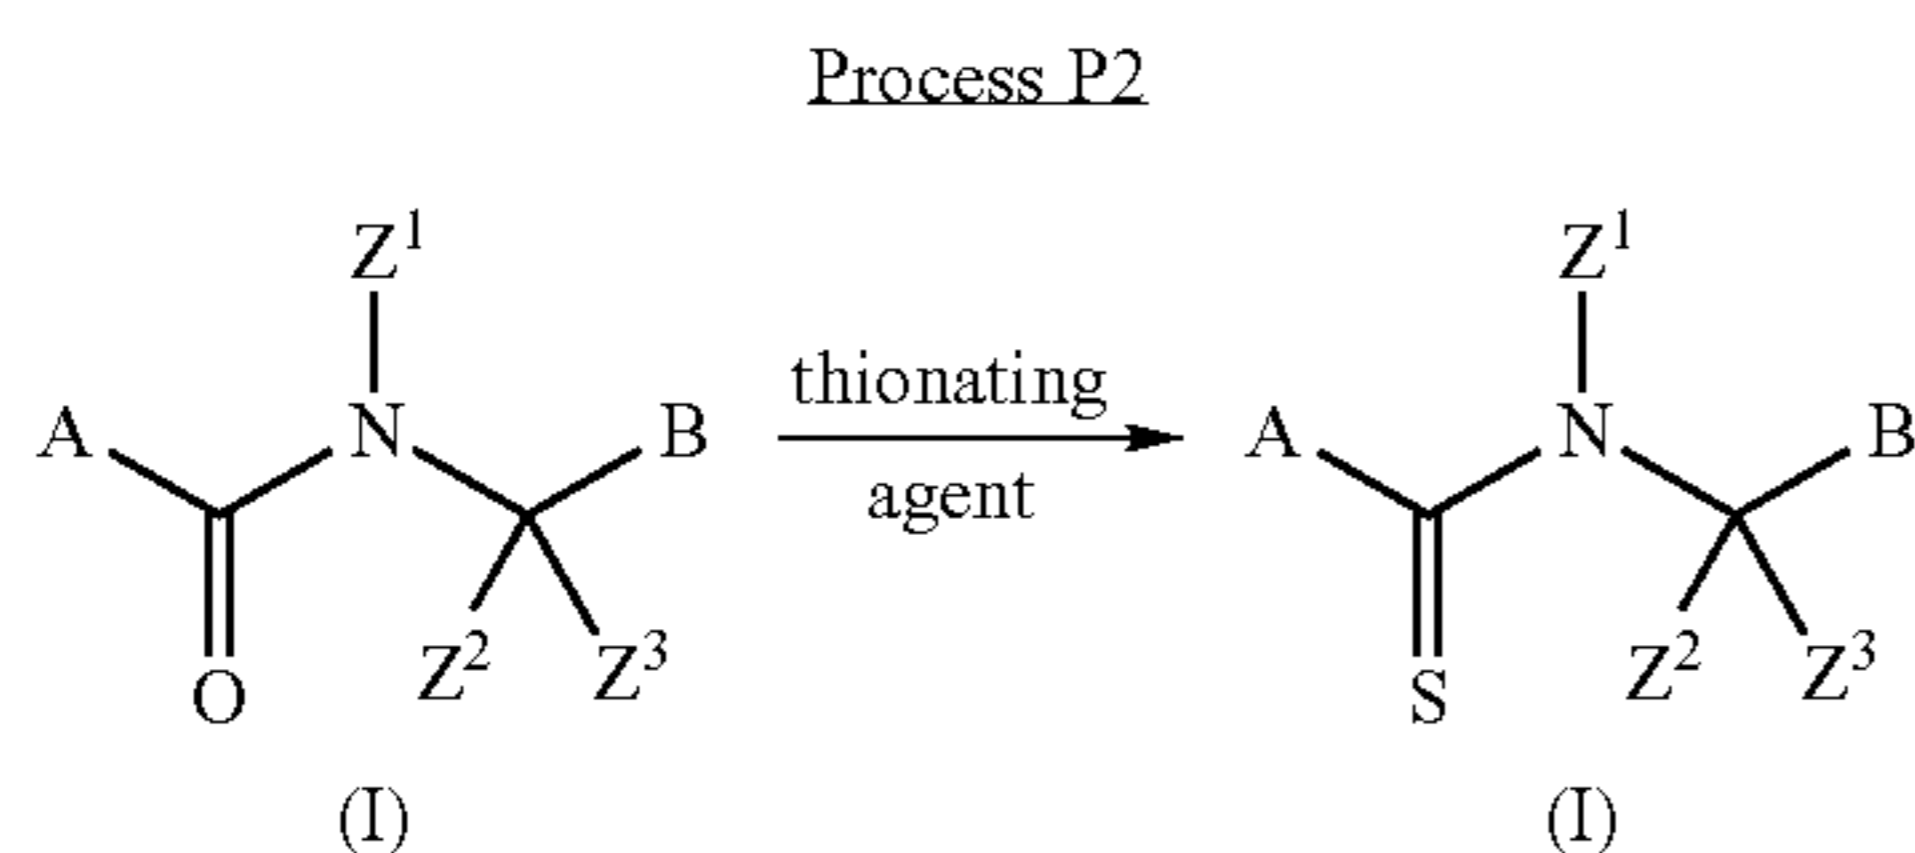 Process P2
Z¹ Z¹
A N B thionating A N B
agent
Z² Z³ Z² Z³
O S
(I) (I)